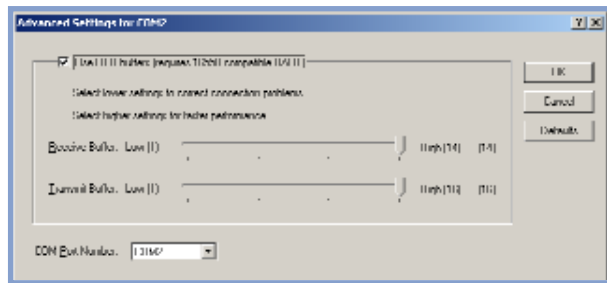 Advanced Settings for COM2
Use FIFO buffers (requires 16550 compatible UART)
Select lower settings to correct connection problems.
Select higher settings for faster performance.
Receive Buffer: Low (1) High (14) (14)
Transmit Buffer: Low (1) High (16) (16)
COM Port Number: COM2
OK
Cancel
Defaults